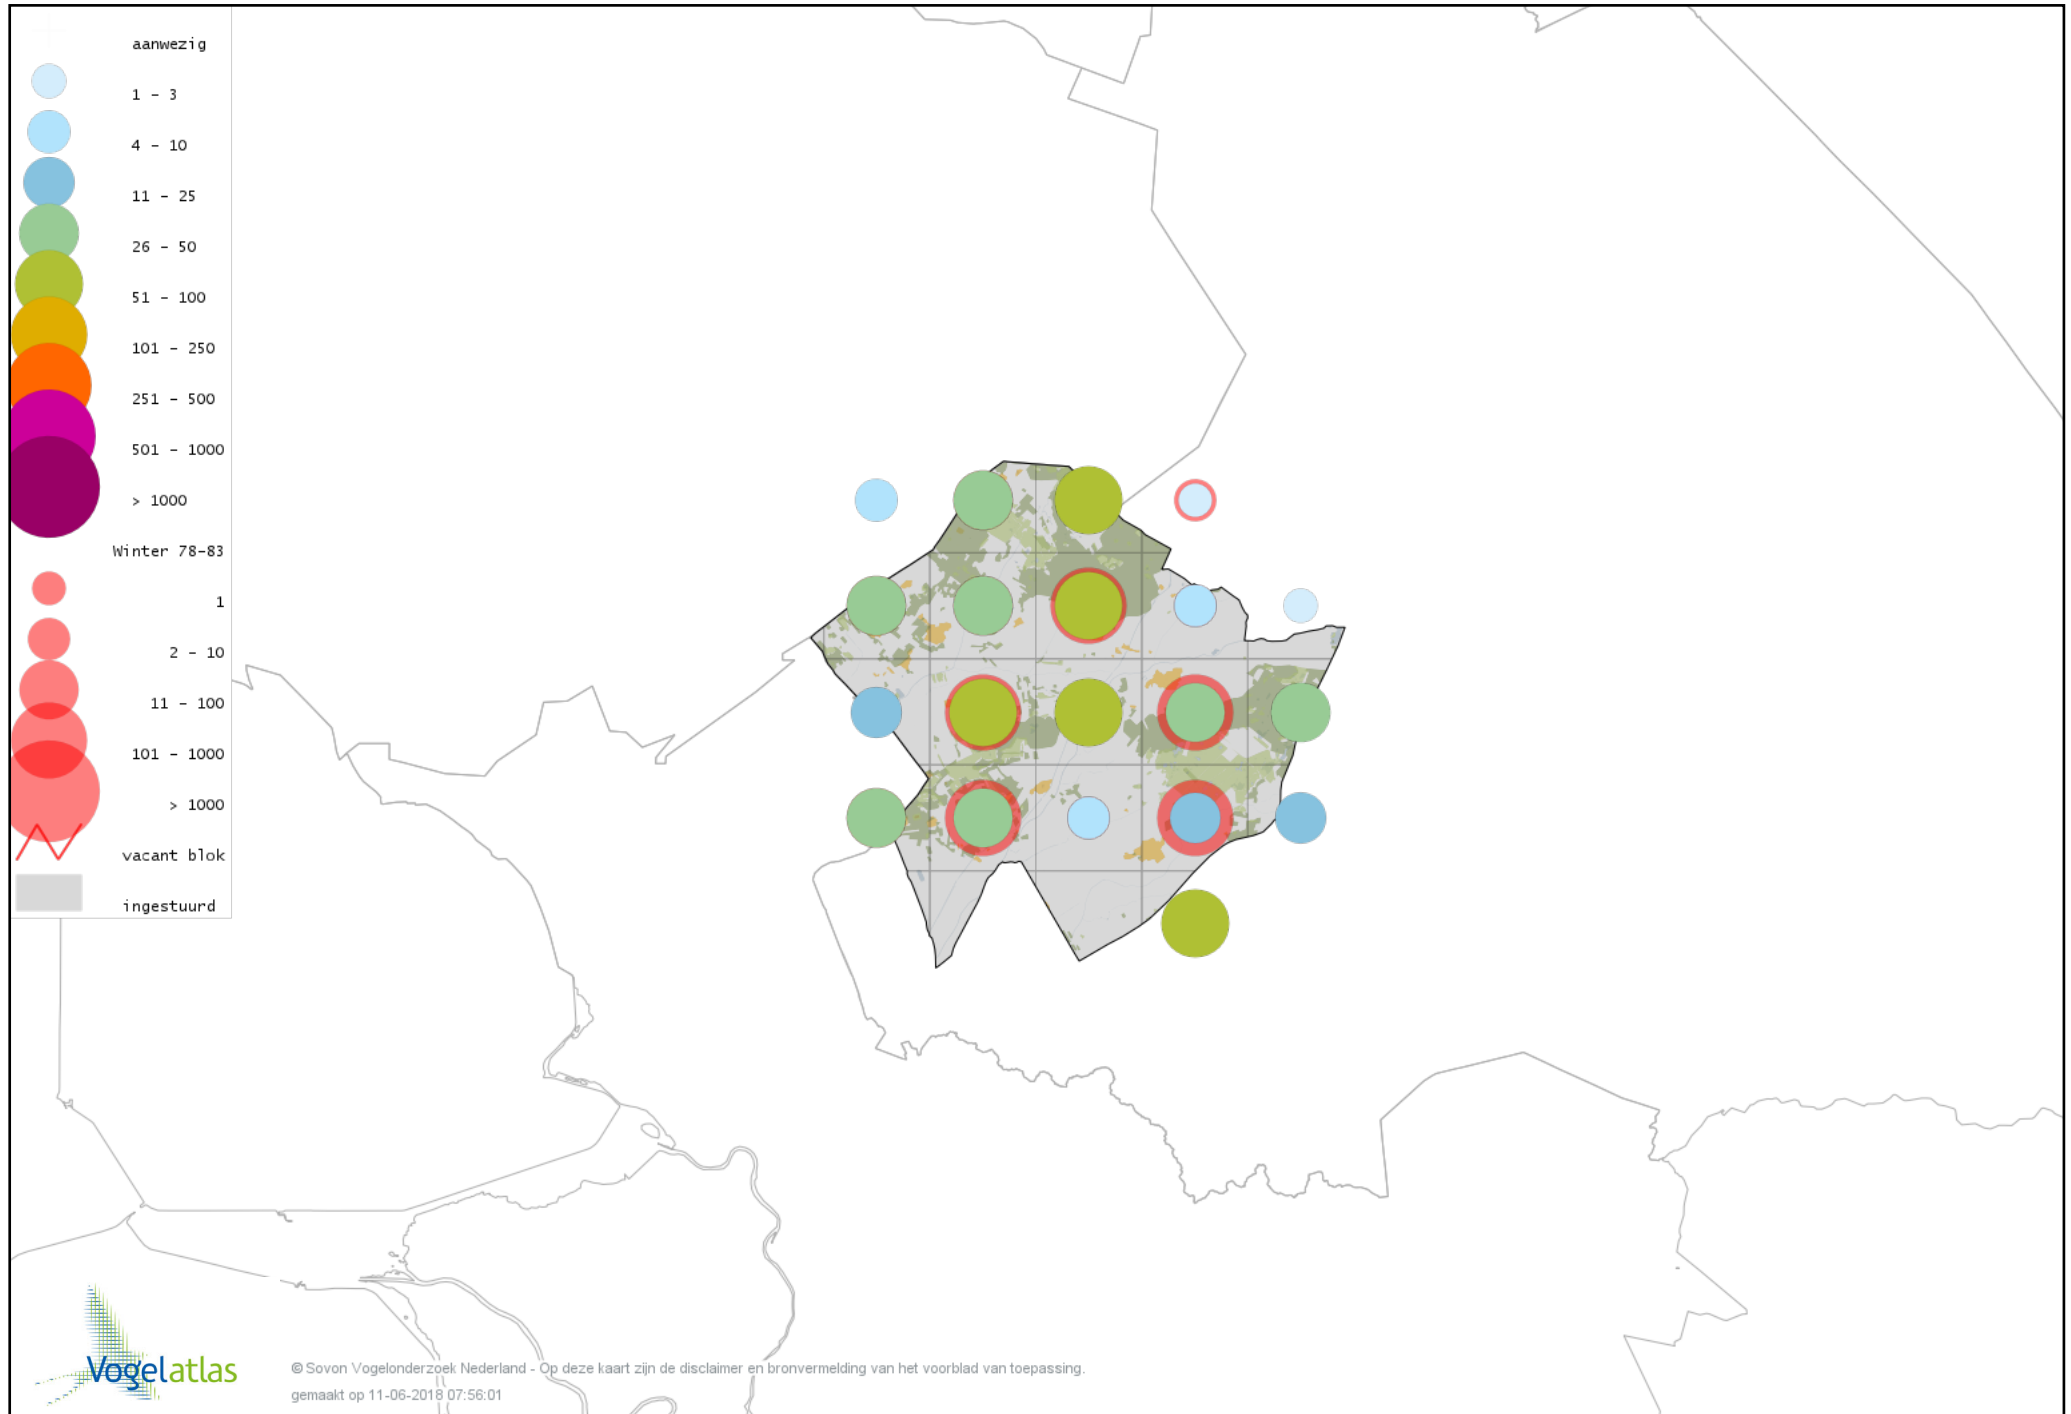 aanwezig
1 – 3
4 – 10
11 – 25
26 – 50
51 – 100
101 – 250
251 – 500
501 – 1000
> 1000
Winter 78-83
1
2 – 10
11 – 100
101 – 1000
> 1000
vacant blok
ingestuurd
Vogelatlas
© Sovon Vogelonderzoek Nederland - Op deze kaart zijn de disclaimer en bronvermelding van het voorblad van toepassing.
gemaakt op 11-06-2018 07:56:01